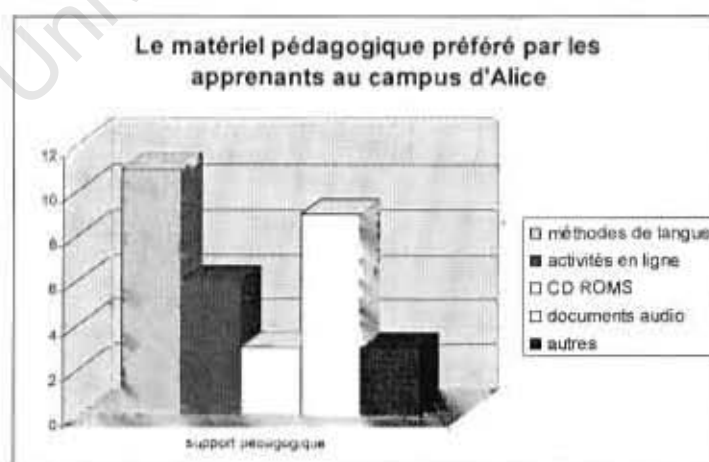 Le matériel pédagogique préféré par les
apprenants au campus d'Alice
12
10
8
6
4
2
0
support pédagogique
méthodes de langue
activités en ligne
CD ROMS
documents audio
autres